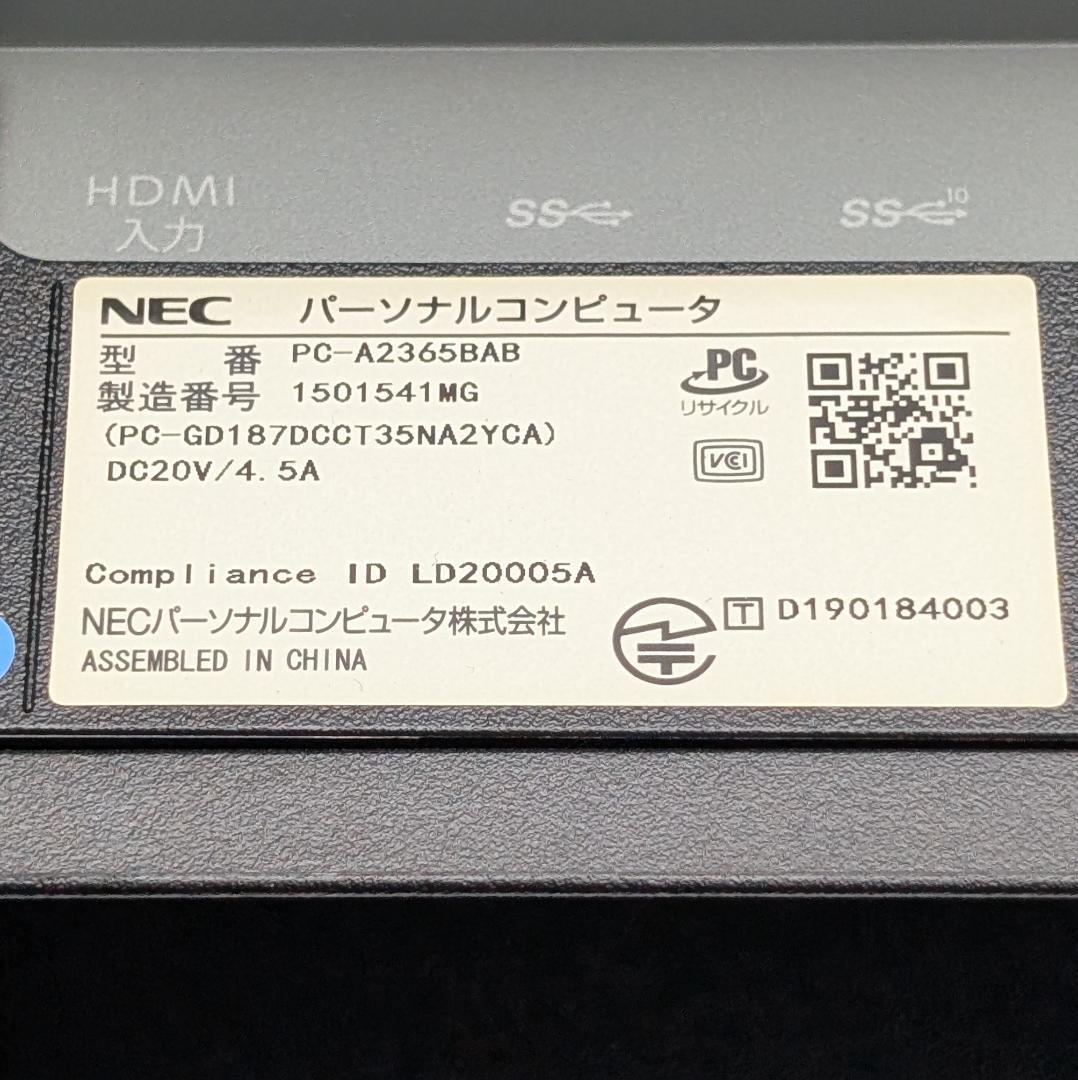 HDMI
入力
SS
SS 10
NEC パーソナルコンピュータ
型 番 PC-A2365BAB
製造番号 1501541MG
(PC-GD187DCCT35NA2YCA)
DC20V/4.5A
PC
リサイクル
VCI
Compliance ID LD20005A
NECパーソナルコンピュータ株式会社
ASSEMBLED IN CHINA
T D190184003